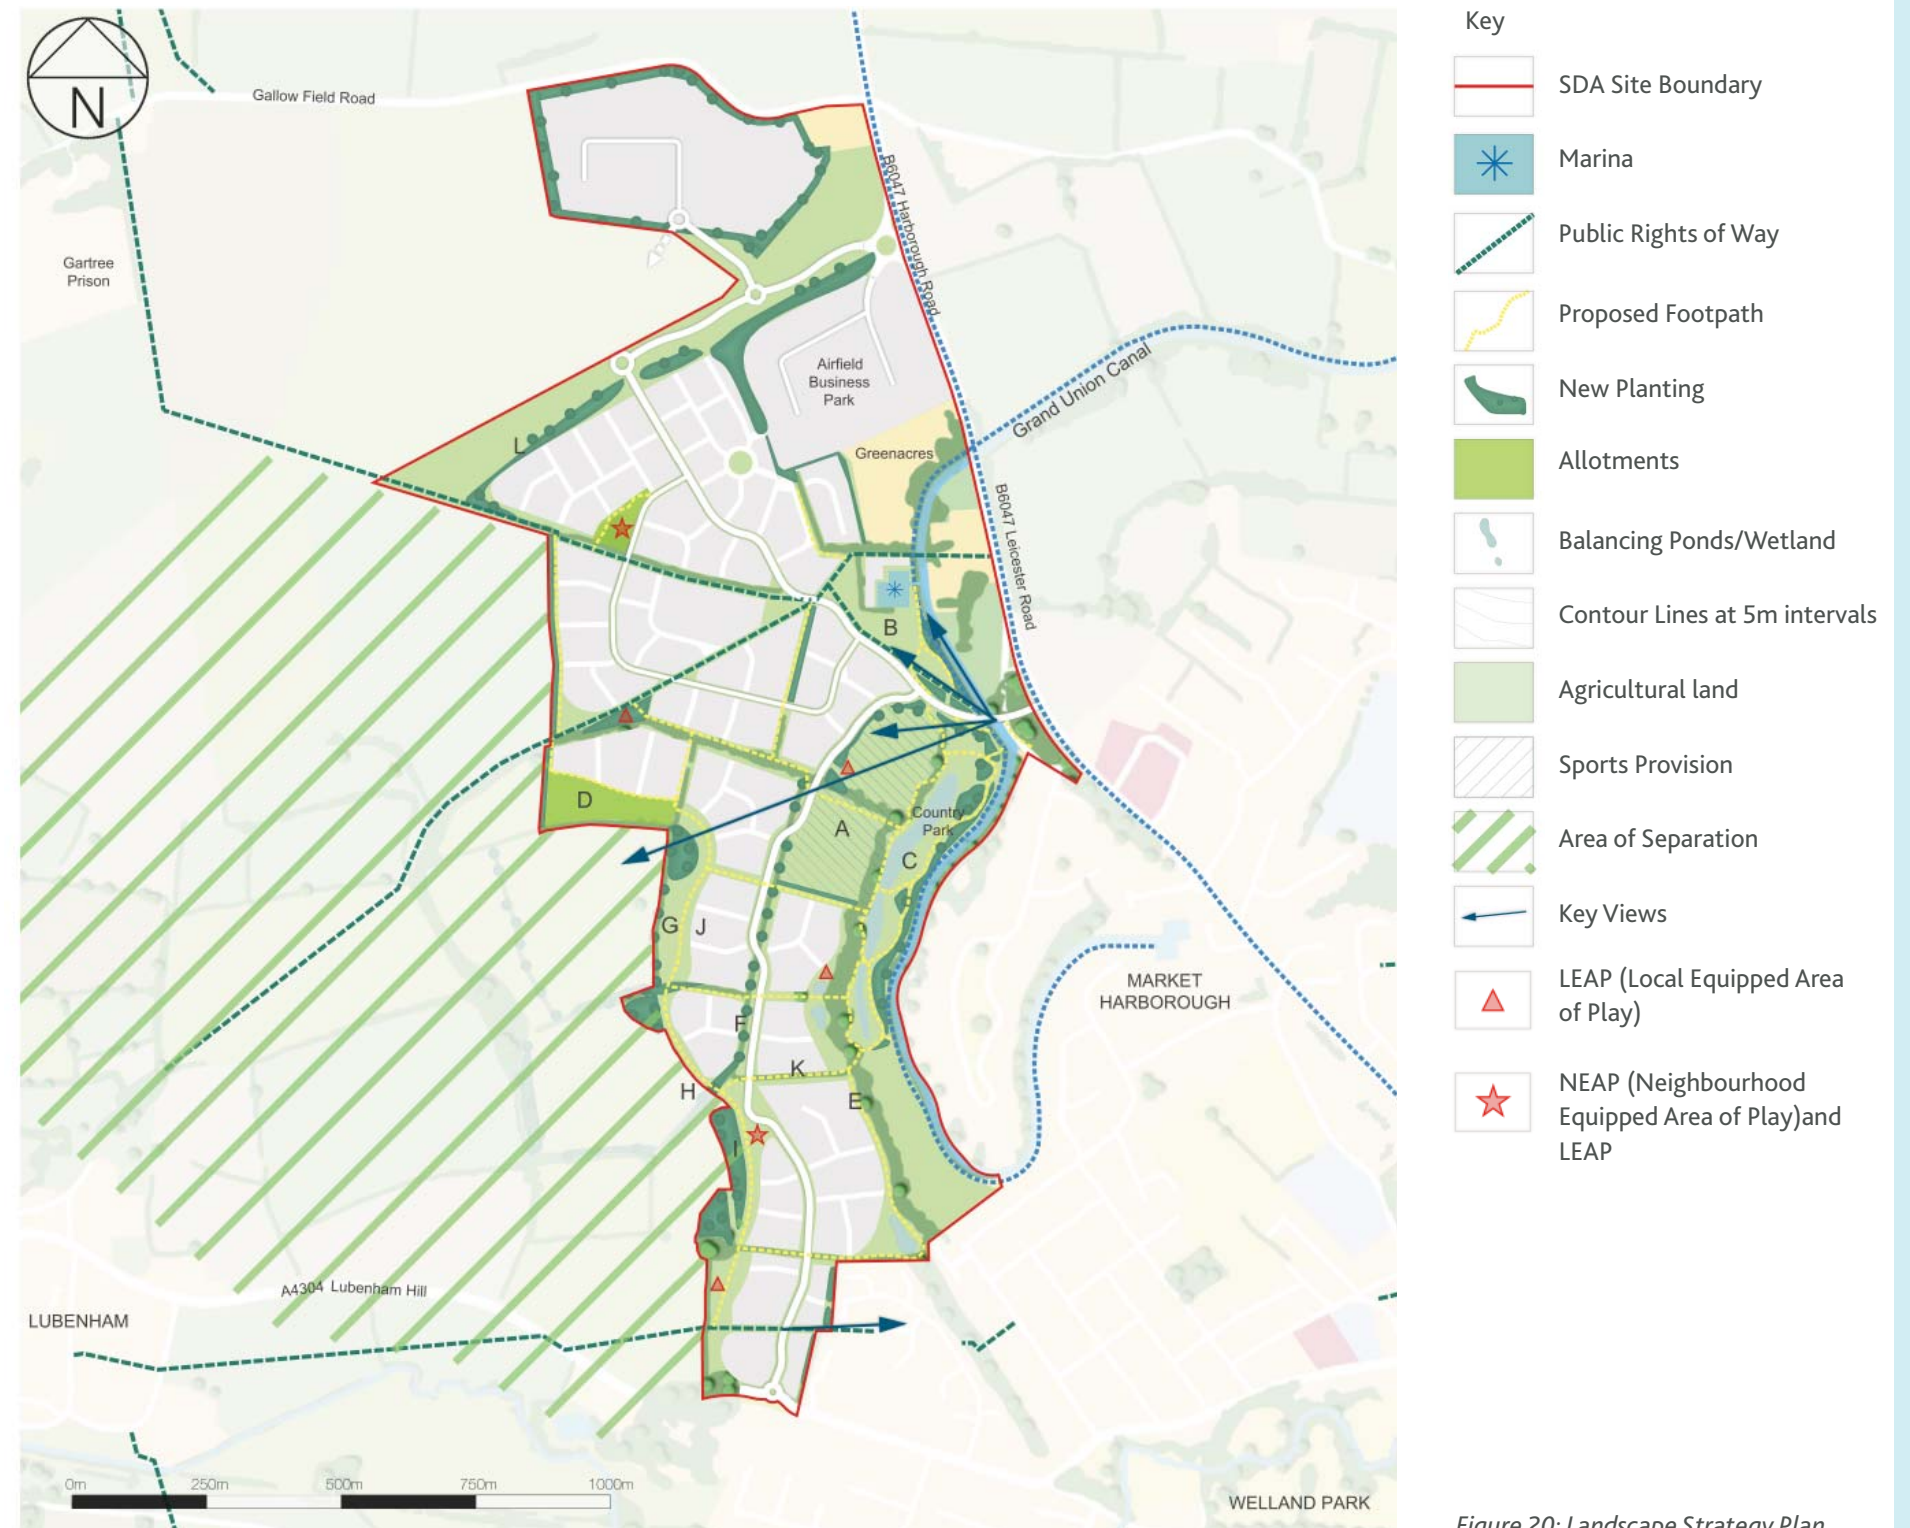 N
Gallow Field Road
Gartree
Prison
B6047 Harborough Road
Airfield
Business
Park
Grand Union Canal
L
Greenacres
B6047 Leicester Road
B
D
A
Country
Park
C
G
J
MARKET
HARBOROUGH
F
K
H
E
I
A4304 Lubenham Hill
LUBENHAM
0m
250m
500m
750m
1000m
WELLAND PARK
Key
SDA Site Boundary
Marina
Public Rights of Way
Proposed Footpath
New Planting
Allotments
Balancing Ponds/Wetland
Contour Lines at 5m intervals
Agricultural land
Sports Provision
Area of Separation
Key Views
LEAP (Local Equipped Area
of Play)
NEAP (Neighbourhood
Equipped Area of Play)and
LEAP
Figure 20: Landscape Strategy Plan